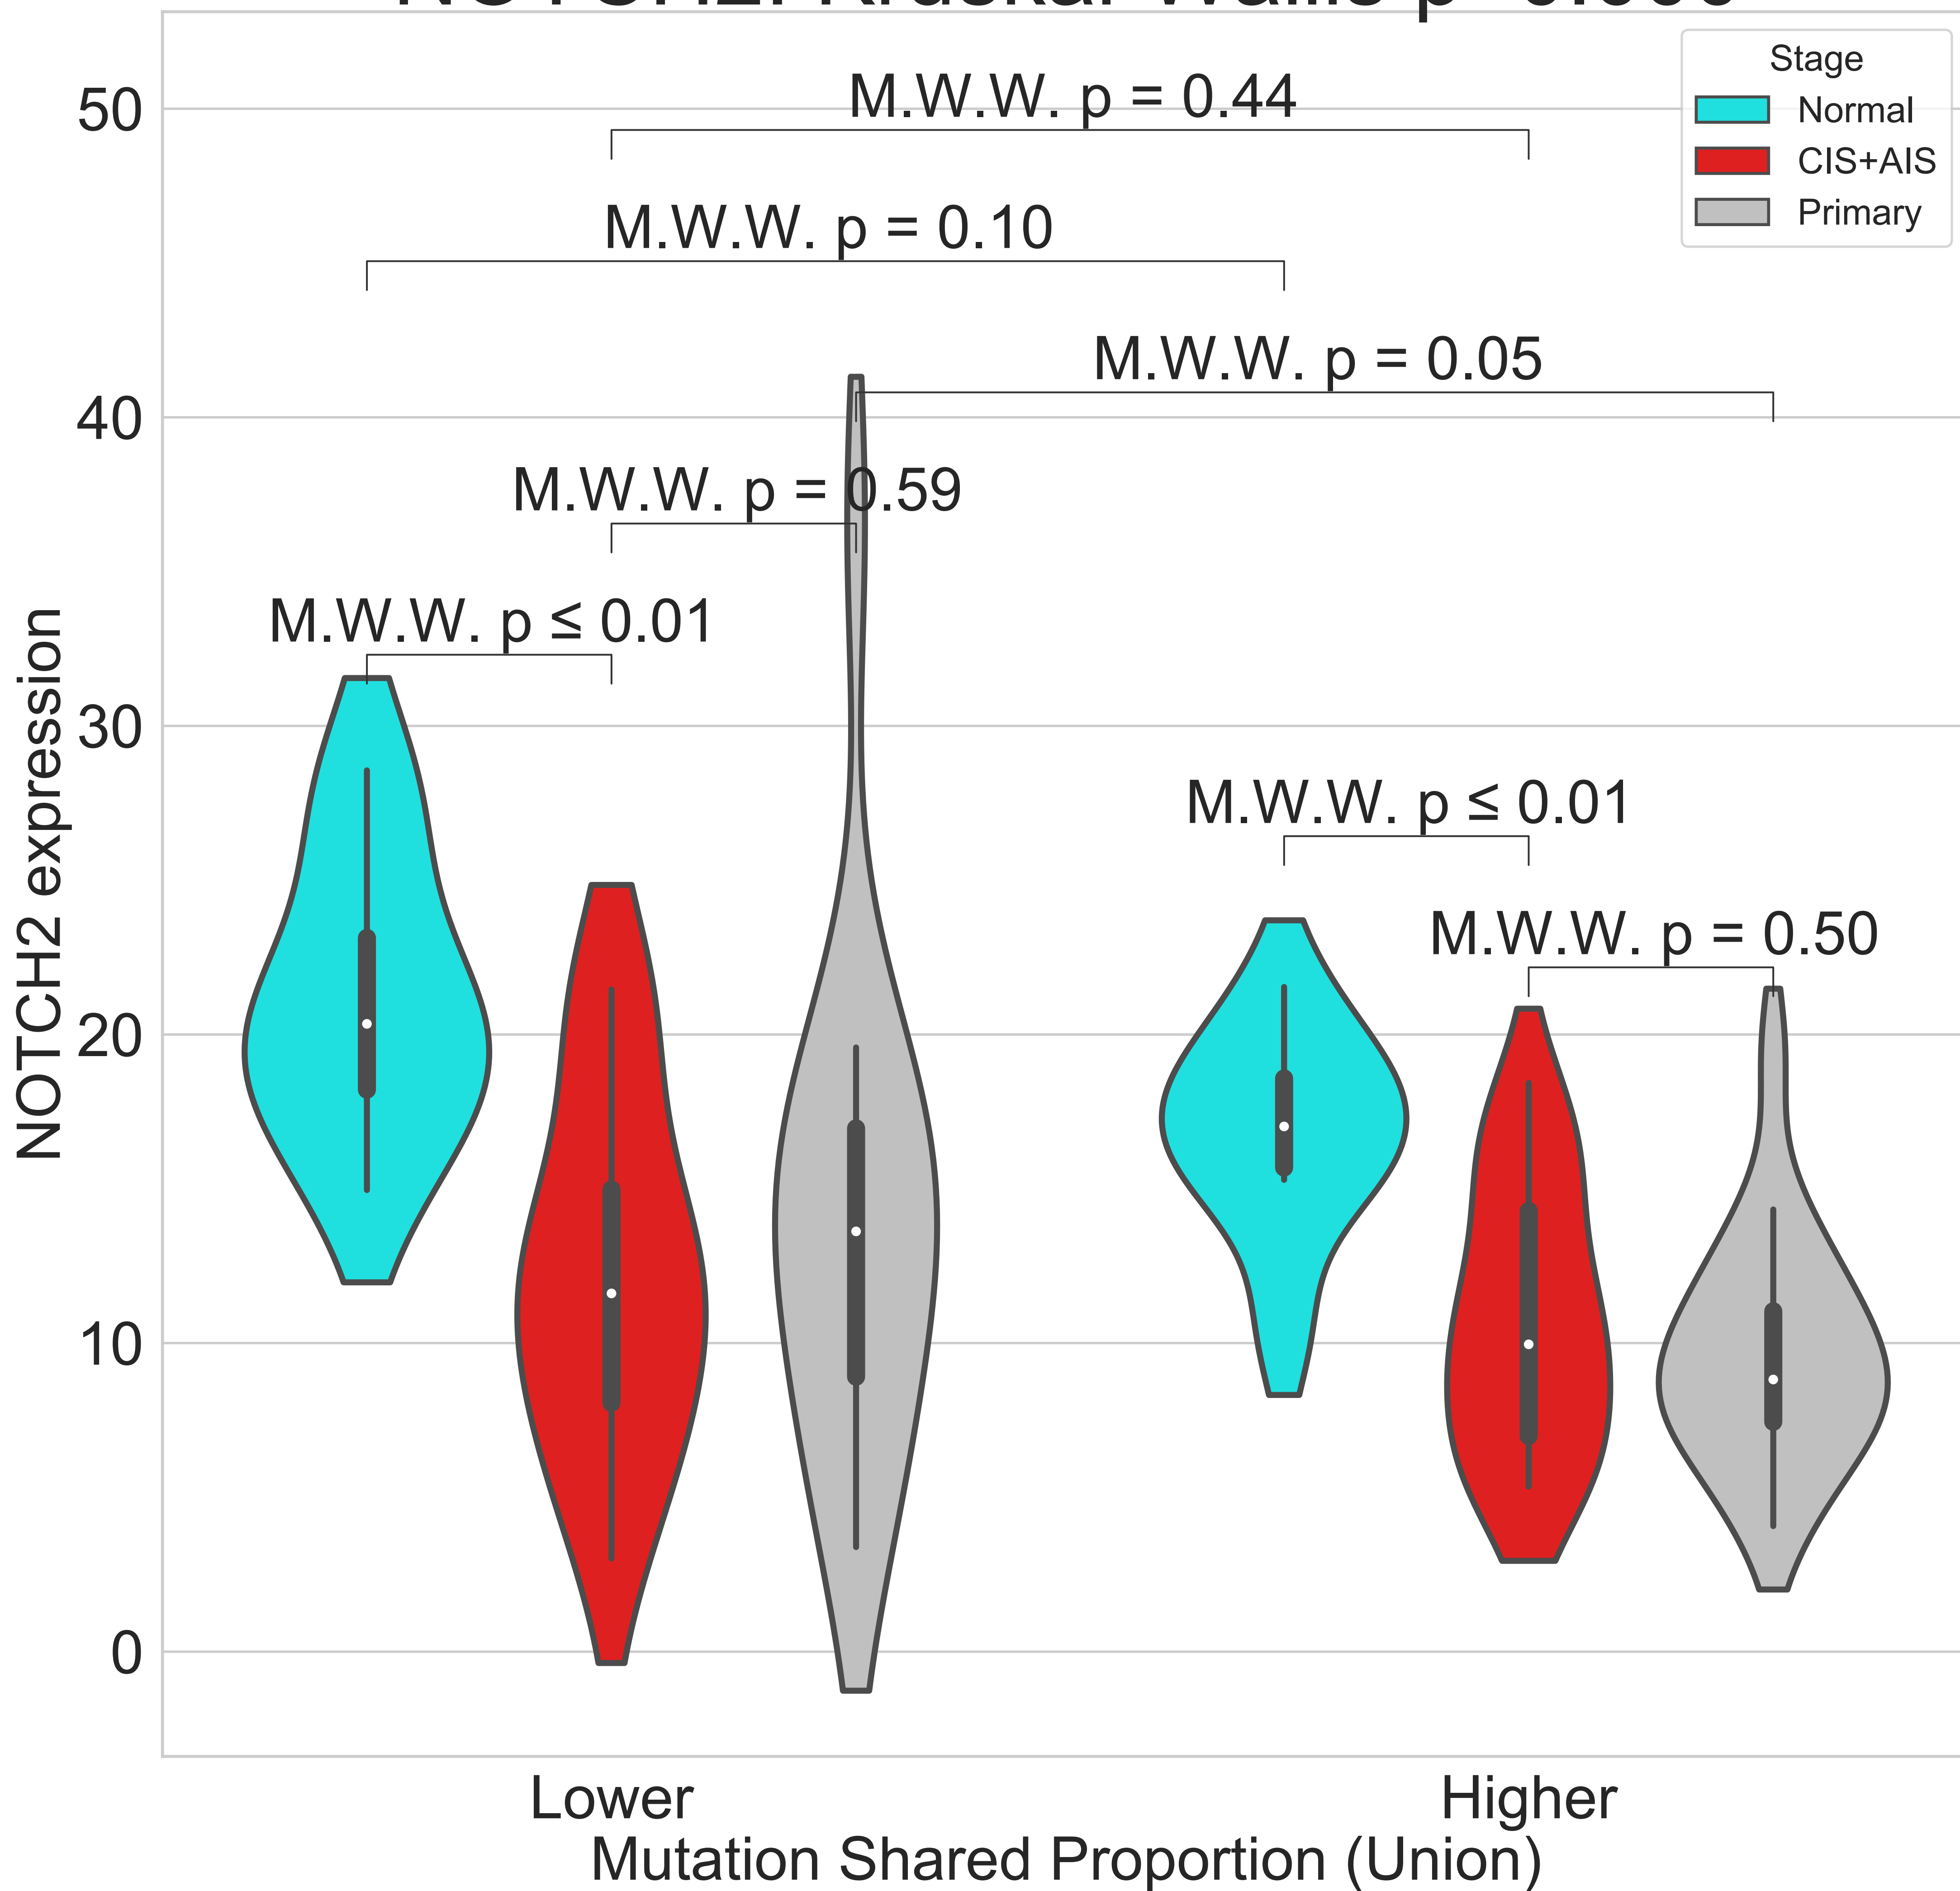 Stage
Normal
CIS+AIS
Primary
50
40
30
20
10
0
NOTCH2 expression
M.W.W. p = 0.44
M.W.W. p = 0.10
M.W.W. p = 0.05
M.W.W. p = 0.59
M.W.W. p ≤ 0.01
M.W.W. p ≤ 0.01
M.W.W. p = 0.50
Lower
Higher
Mutation Shared Proportion (Union)